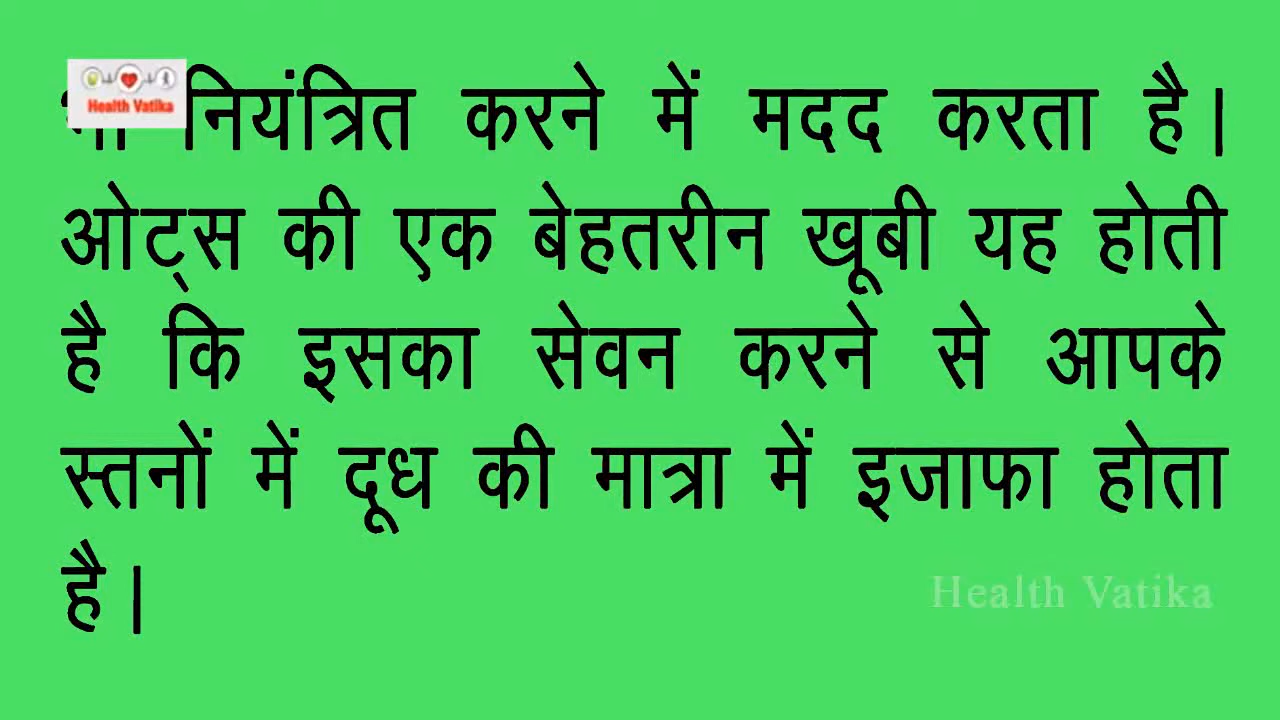 Health Vatika
नियंत्रित करने में मदद करता है।
ओट्स की एक बेहतरीन खूबी यह होती
है कि इसका सेवन करने से आपके
स्तनों में दूध की मात्रा में इजाफा होता
है।
Health Vatika